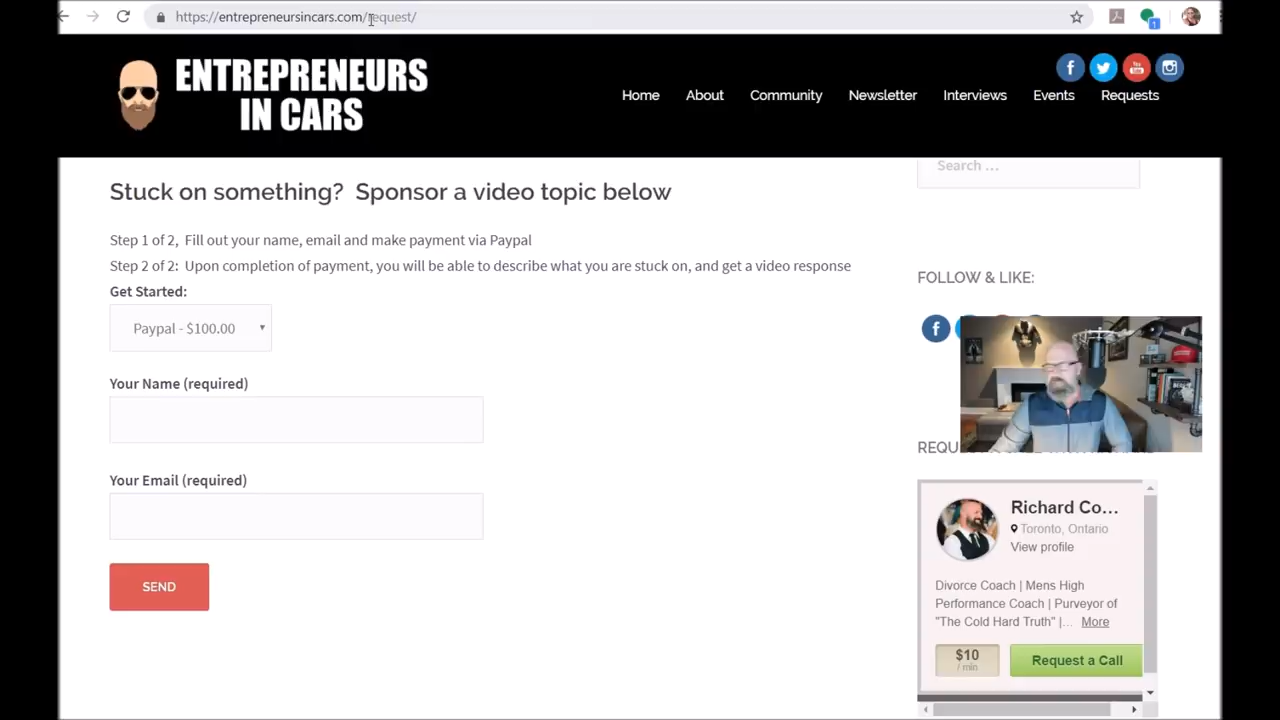 https://entrepreneursincars.com/request/
1
ENTREPRENEURS
IN CARS
Home About Community Newsletter Interviews Events Requests
Search ...
Stuck on something? Sponsor a video topic below
Step 1 of 2, Fill out your name, email and make payment via Paypal
Step 2 of 2: Upon completion of payment, you will be able to describe what you are stuck on, and get a video response
Get Started:
Paypal - $100.00
Your Name (required)
Your Email (required)
SEND
FOLLOW & LIKE:
Richard Co...
Toronto, Ontario
View profile
Divorce Coach | Mens High
Performance Coach | Purveyor of
"The Cold Hard Truth" |... More
$10
/ min
Request a Call